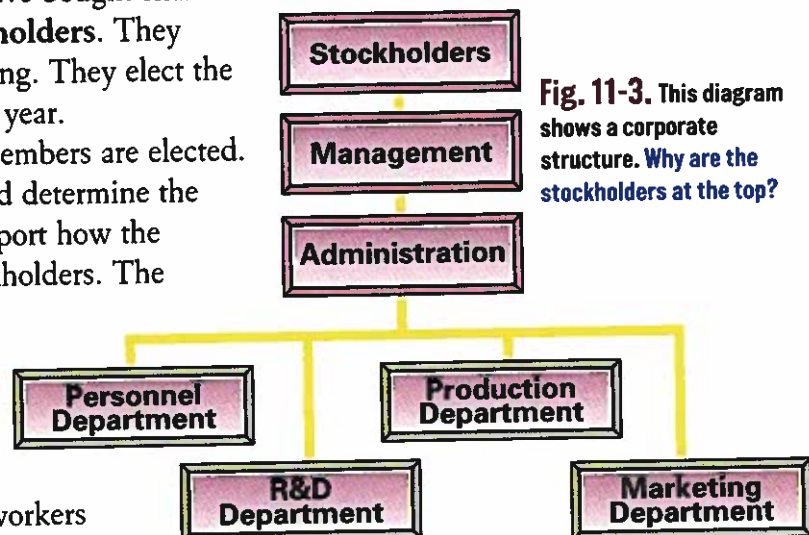 holders. They
ng. They elect the
year.
embers are elected.
d determine the
port how the
holders. The
workers
Stockholders
Management
Administration
Personnel
Department
R&D
Department
Production
Department
Marketing
Department
Fig. 11-3. This diagram
shows a corporate
structure. Why are the
stockholders at the top?